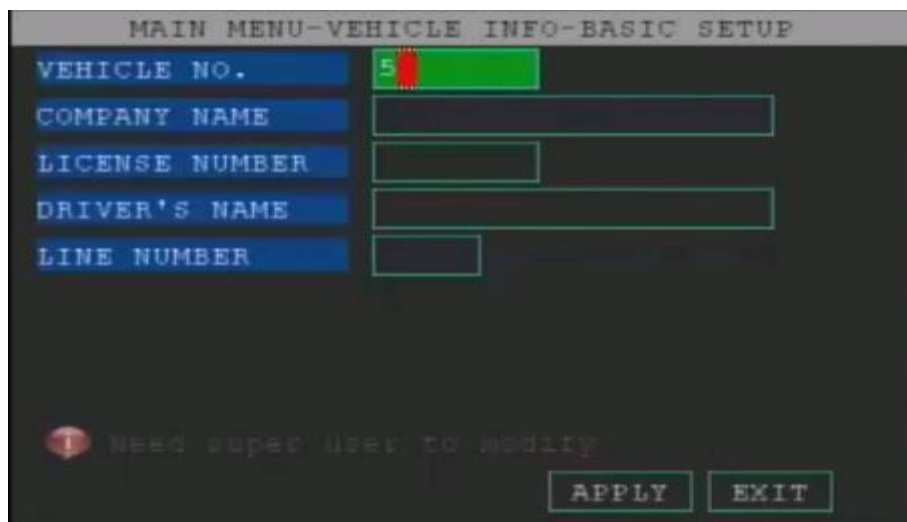 MAIN MENU-VEHICLE INFO-BASIC SETUP
VEHICLE NO. 5
COMPANY NAME
LICENSE NUMBER
DRIVER'S NAME
LINE NUMBER
Need super user to modify
APPLY EXIT